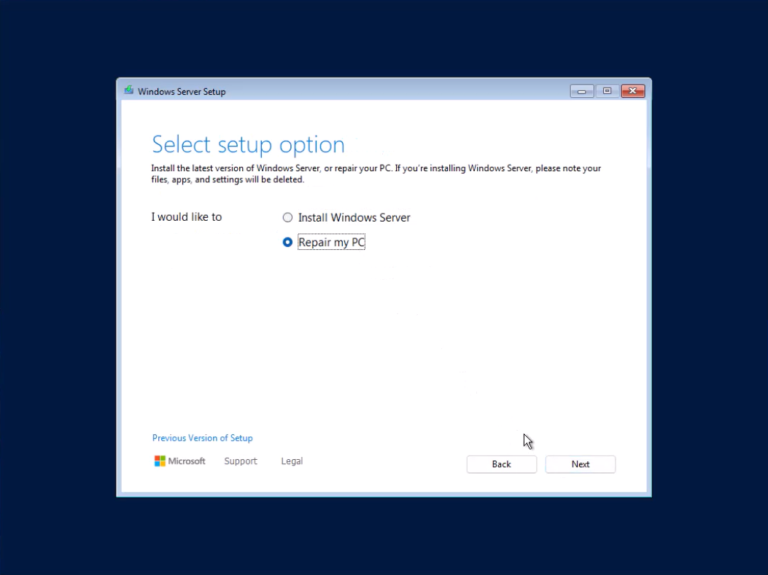 Windows Server Setup
Select setup option
Install the latest version of Windows Server, or repair your PC. If you're installing Windows Server, please note your
files, apps, and settings will be deleted.
I would like to
Install Windows Server
Repair my PC
Previous Version of Setup
Microsoft Support Legal
Back Next